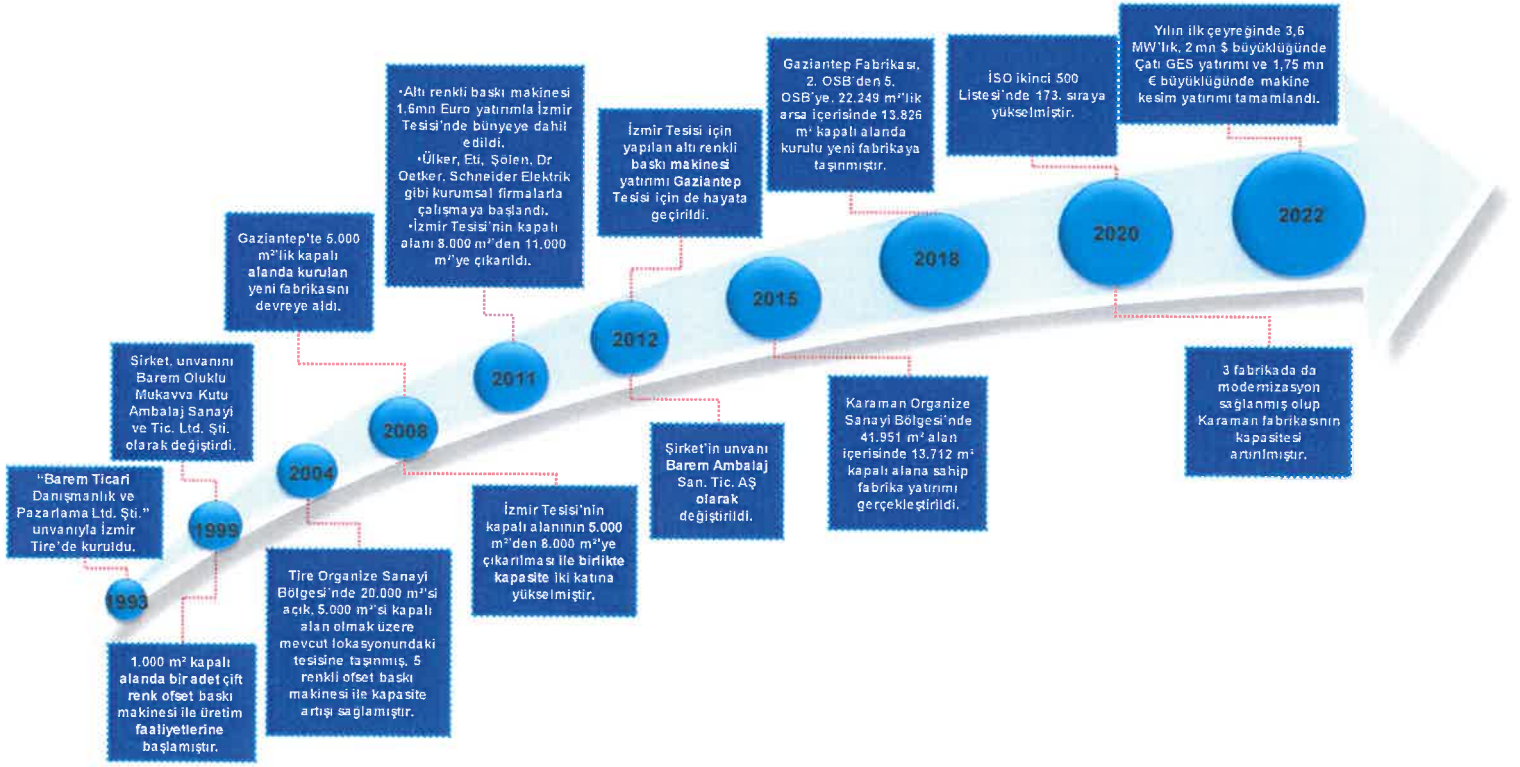 "Barem Ticari
Danışmanlık ve
Pazarlama Ltd. Şti."
unvanıyla İzmir
Tire'de kuruldu.
1993
Şirket, unvanını
Barem Oluklu
Mukavva Kutu
Ambalaj Sanayi
ve Tic. Ltd. Şti.
olarak değiştirdi.
1999
1.000 m² kapalı
alanda bir adet çift
renk ofset baskı
makinesi ile üretim
faaliyetlerine
başlamıştır.
2004
Tire Organize Sanayi
Bölgesi'nde 20.000 m²'si
açık, 5.000 m²'si kapalı
alan olmak üzere
mevcut lokasyonundaki
tesisine taşınmış, 5
renkli ofset baskı
makinesi ile kapasite
artışı sağlamıştır.
Gaziantep'te 5.000
m²'lik kapalı
alanda kurulan
yeni fabrikasını
devreye aldı.
2008
İzmir Tesisi'nin
kapalı alanının 5.000
m²'den 8.000 m²'ye
çıkarılması ile birlikte
kapasite iki katına
yükselmiştir.
•Altı renkli baskı makinesi
1.6mn Euro yatırımla İzmir
Tesisi'nde bünyeye dahil
edildi.
•Ülker, Eti, Şölen, Dr
Oetker, Schneider Elektrik
gibi kurumsal firmalarla
çalışmaya başlandı.
•İzmir Tesisi'nin kapalı
alanı 8.000 m²'den 11.000
m²'ye çıkarıldı.
2011
İzmir Tesisi için
yapılan altı renkli
baskı makinesi
yatırımı Gaziantep
Tesisi için de hayata
geçirildi.
2012
Şirket'in unvanı
Barem Ambalaj
San. Tic. AŞ
olarak
değiştirildi.
2015
Karaman Organize
Sanayi Bölgesi'nde
41.951 m² alan
içerisinde 13.712 m²
kapalı alana sahip
fabrika yatırımı
gerçekleştirildi.
Gaziantep Fabrikası,
2. OSB'den 5.
OSB'ye, 22.249 m²'lik
arsa içerisinde 13.826
m² kapalı alanda
kurulu yeni fabrikaya
taşınmıştır.
2018
İSO ikinci 500
Listesi'nde 173. sıraya
yükselmiştir.
2020
3 fabrikada da
modernizasyon
sağlanmış olup
Karaman fabrikasının
kapasitesi
artırılmıştır.
Yılın ilk çeyreğinde 3,6
MW'lık, 2 mn $ büyüklüğünde
Çatı GES yatırımı ve 1,75 mn
€ büyüklüğünde makine
kesim yatırımı tamamlandı.
2022